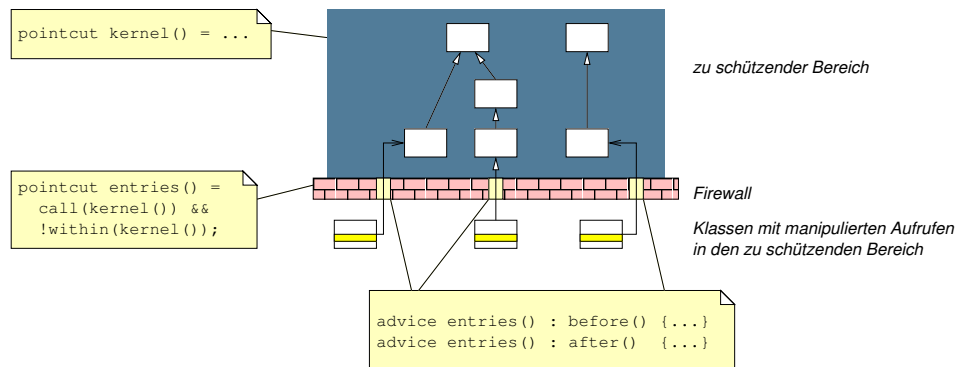 pointcut kernel() = ...
zu schützender Bereich
pointcut entries() =
call(kernel()) &&
!within(kernel());
Firewall
Klassen mit manipulierten Aufrufen
in den zu schützenden Bereich
advice entries() : before() {...}
advice entries() : after()  {...}